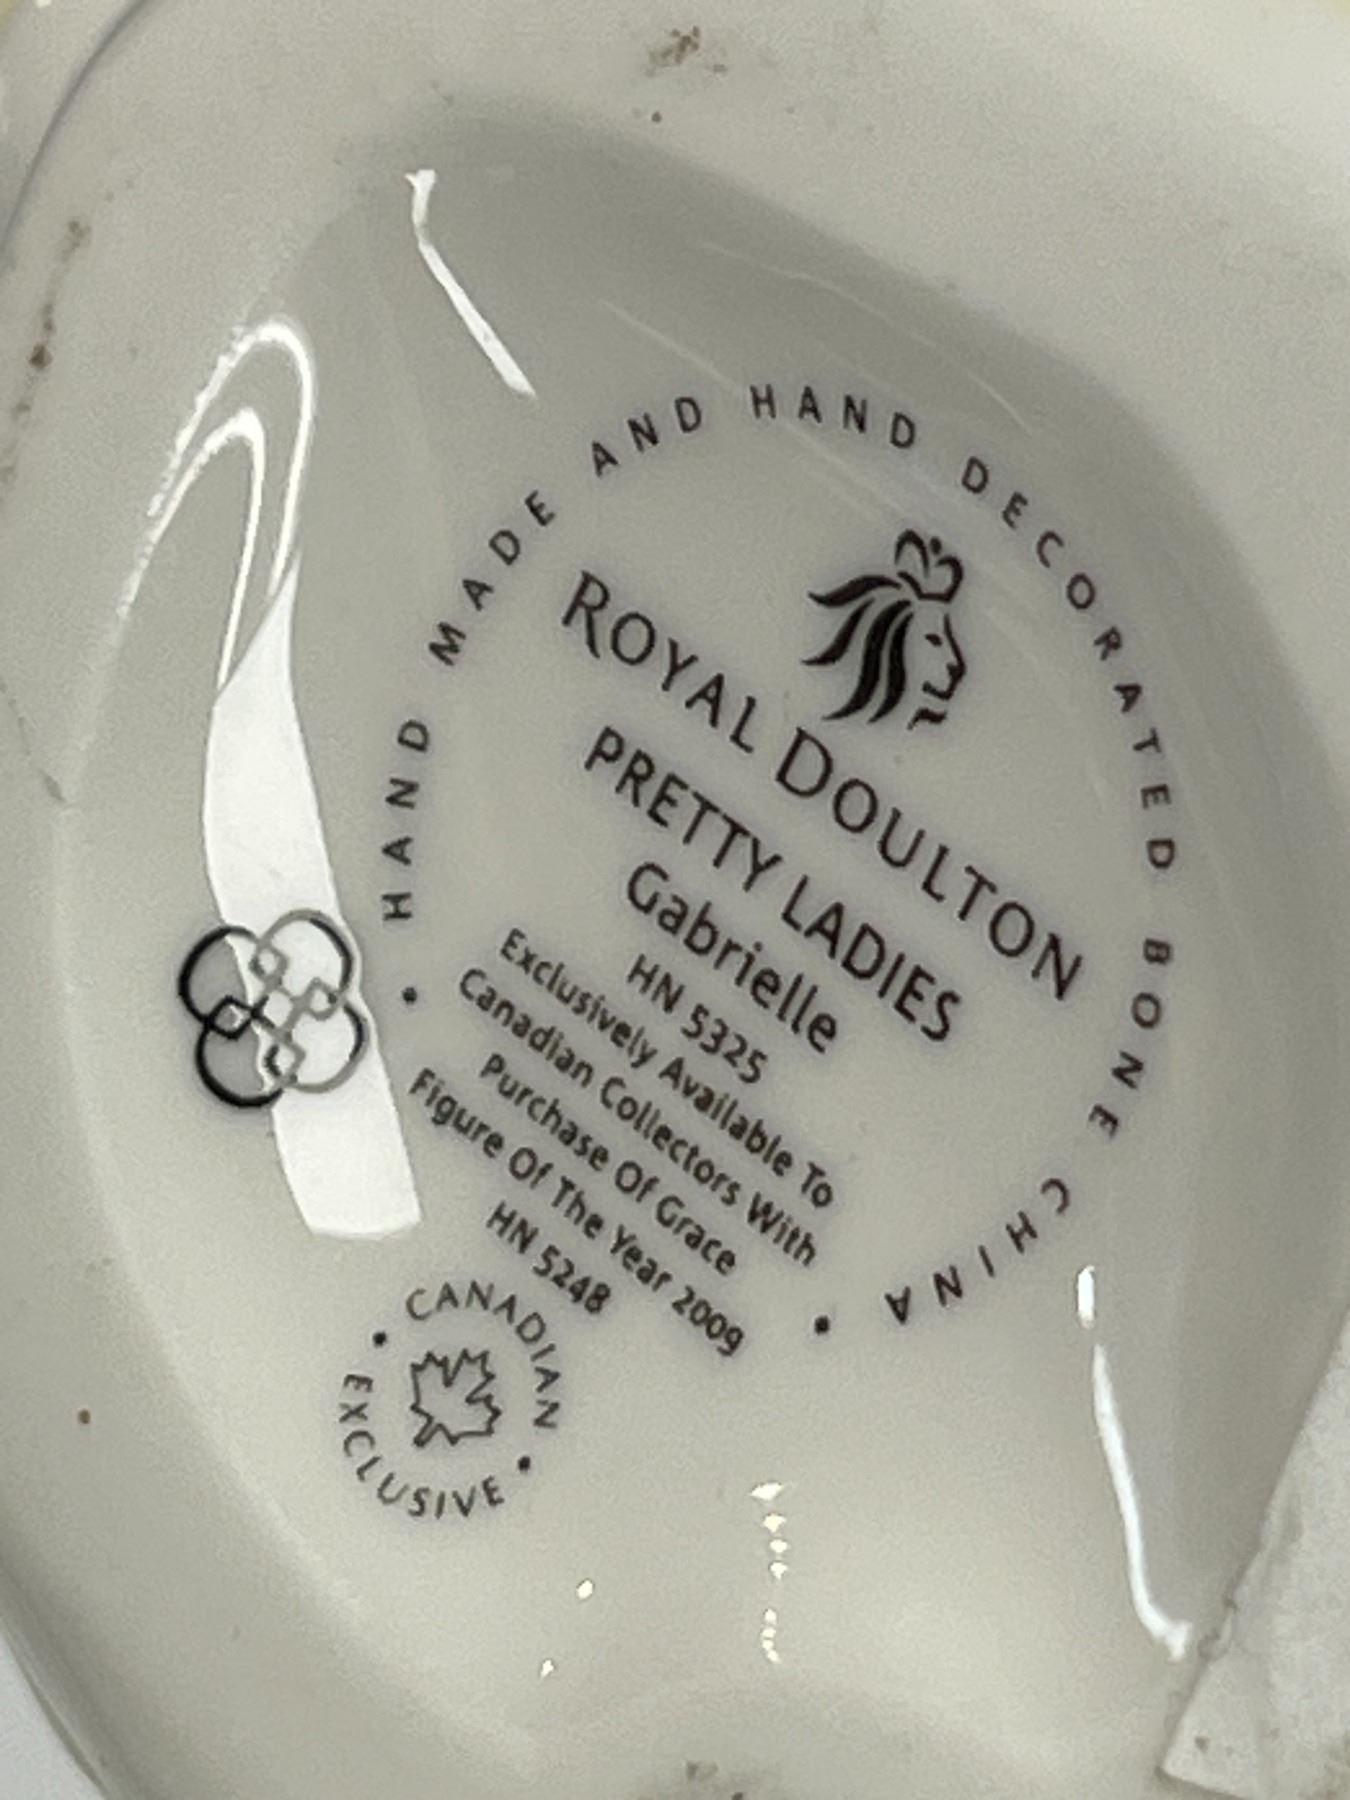 HAND MADE AND HAND DECORATED BONE CHINA
ROYAL DOULTON
PRETTY LADIES
Gabrielle
HN 5325
Exclusively Available To
Canadian Collectors With
Purchase Of Grace
Figure Of The Year 2009
HN 5248
CANADIAN
EXCLUSIVE